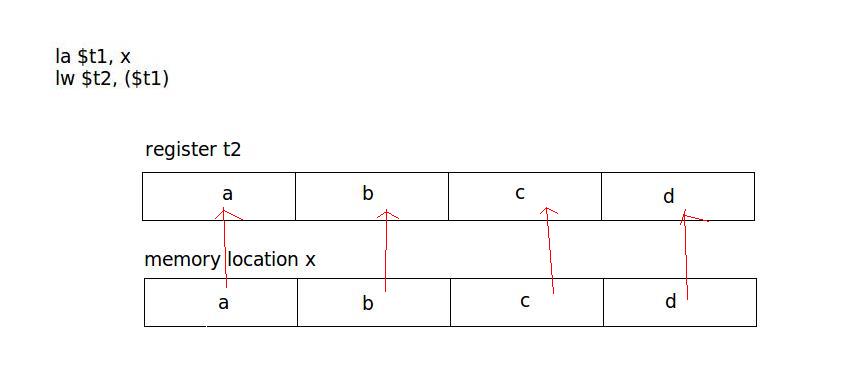 la $t1, x
lw $t2, ($t1)
register t2
a b c d
memory location x
a b c d